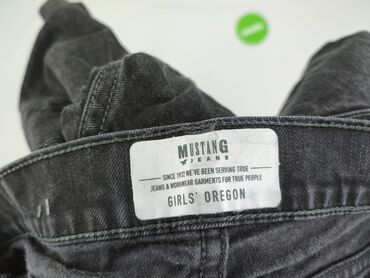 MUSTANG
JEANS
SINCE 1932 WE'VE BEEN SERVING TRUE
JEANS & WORKWEAR GARMENTS FOR TRUE PEOPLE
GIRLS' OREGON